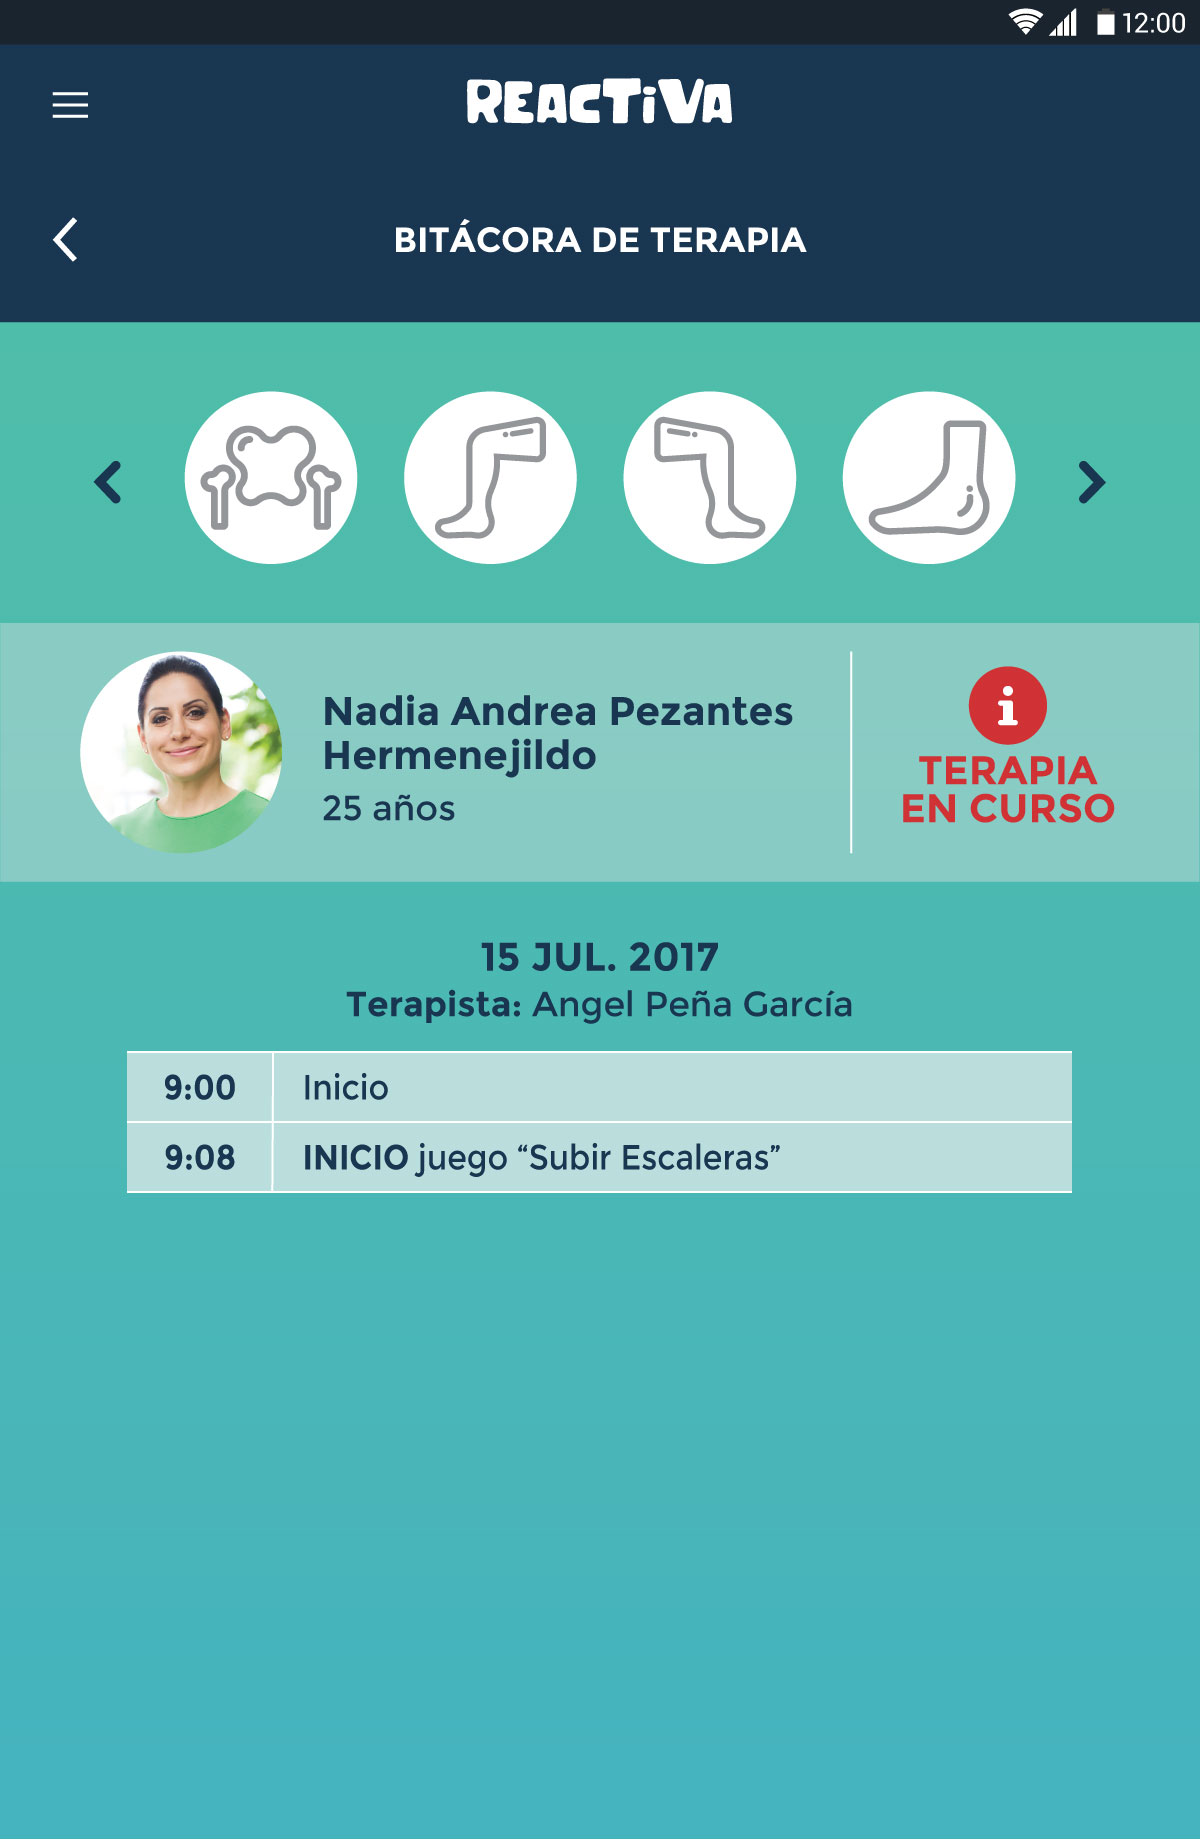 12:00
REACTiVA
BITÁCORA DE TERAPIA
Nadia Andrea Pezantes
Hermenejildo
25 años
i
TERAPIA
EN CURSO
15 JUL. 2017
Terapista: Angel Peña García
9:00 Inicio
9:08 INICIO juego “Subir Escaleras”